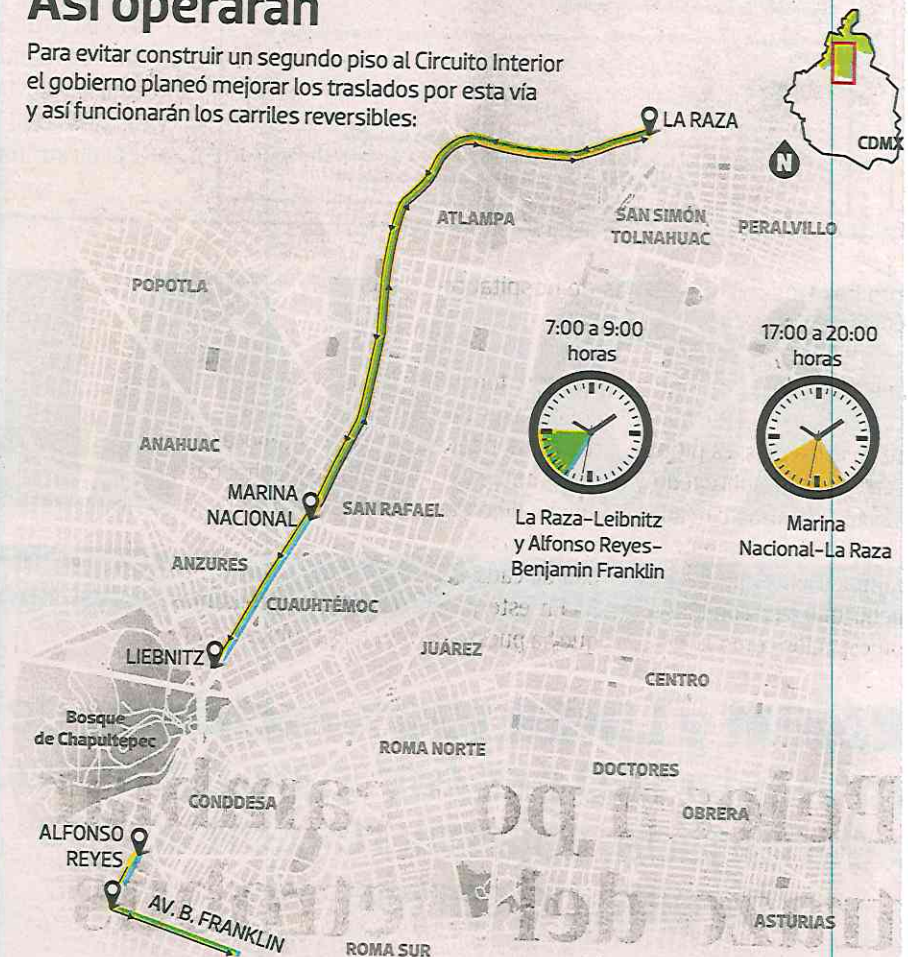 Así operarán
Para evitar construir un segundo piso al Circuito Interior
el gobierno planeó mejorar los traslados por esta vía
y así funcionarán los carriles reversibles:
LA RAZA
CDMX
N
ATLAMPA
SAN SIMÓN
TOLNAHUAC
PERALVILLO
POPOTLA
7:00 a 9:00
horas
17:00 a 20:00
horas
ANAHUAC
MARINA
NACIONAL
SAN RAFAEL
La Raza-Leibnitz
y Alfonso Reyes-
Benjamin Franklin
Marina
Nacional-La Raza
ANZURES
CUAUHTÉMOC
LIEBNITZ
JUÁREZ
CENTRO
Bosque
de Chapultepec
ROMA NORTE
DOCTORES
CONDDESA
OBRERA
ALFONSO
REYES
AV. B. FRANKLIN
ASTURIAS
ROMA SUR